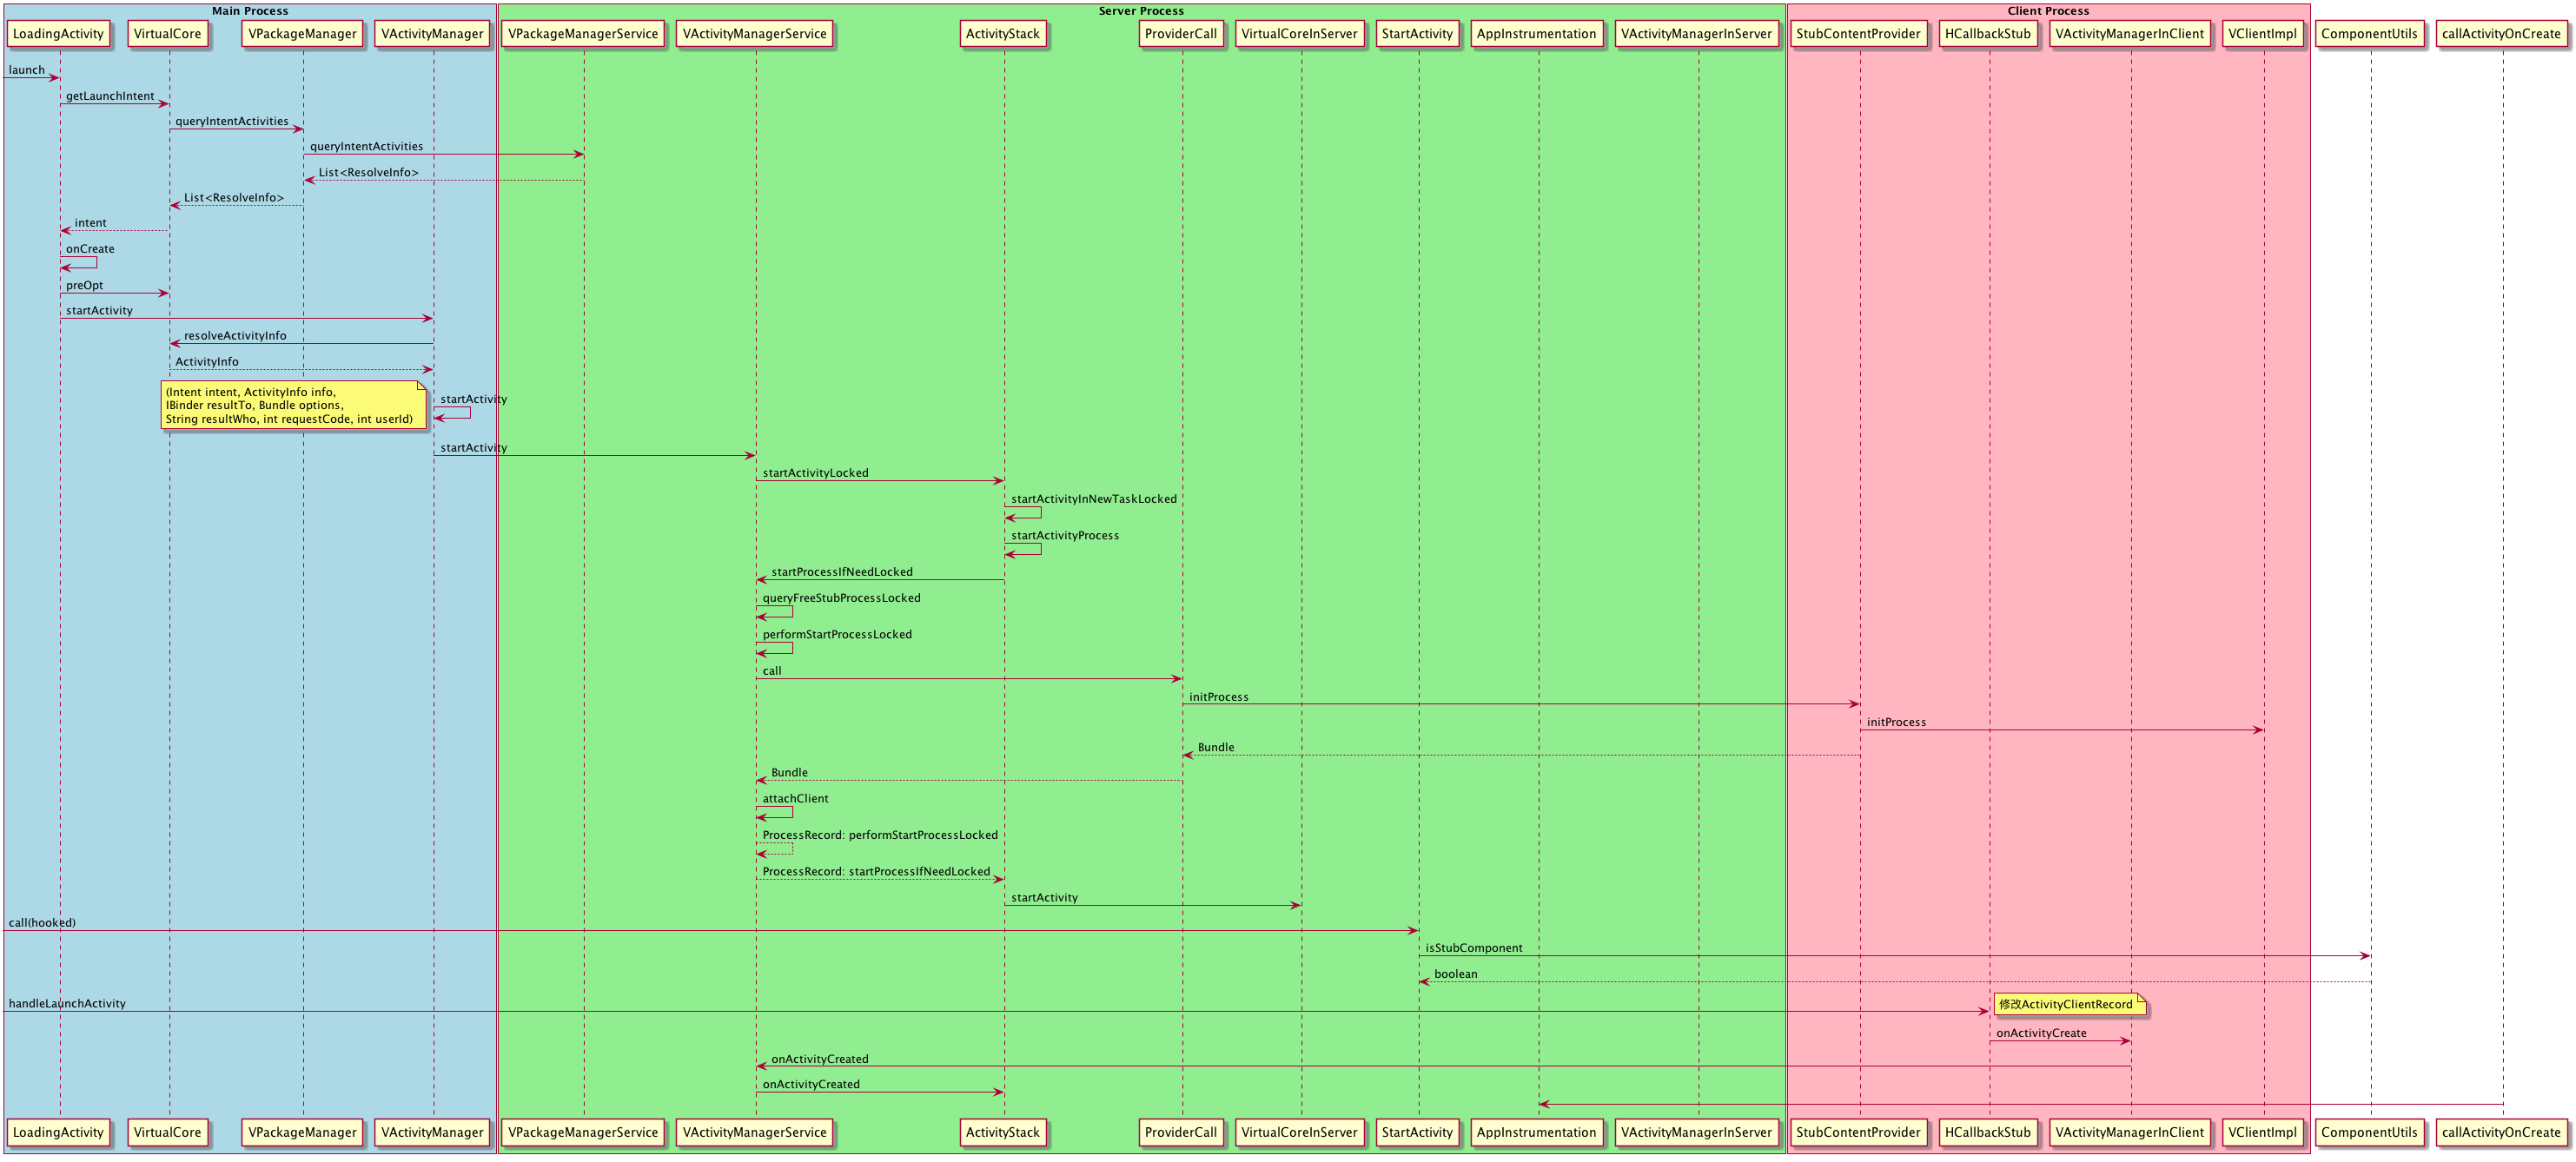 Main Process
Server Process
Client Process
LoadingActivity
VirtualCore
VPackageManager
VActivityManager
VPackageManagerService
VActivityManagerService
ActivityStack
ProviderCall
VirtualCoreInServer
StartActivity
AppInstrumentation
VActivityManagerInServer
StubContentProvider
HCallbackStub
VActivityManagerInClient
VClientImpl
ComponentUtils
callActivityOnCreate
launch
getLaunchIntent
queryIntentActivities
queryIntentActivities
List<ResolveInfo>
List<ResolveInfo>
intent
onCreate
preOpt
startActivity
resolveActivityInfo
ActivityInfo
(Intent intent, ActivityInfo info,
IBinder resultTo, Bundle options,
String resultWho, int requestCode, int userId)
startActivity
startActivity
startActivityLocked
startActivityInNewTaskLocked
startActivityProcess
startProcessIfNeedLocked
queryFreeStubProcessLocked
performStartProcessLocked
call
initProcess
initProcess
Bundle
Bundle
attachClient
ProcessRecord: performStartProcessLocked
ProcessRecord: startProcessIfNeedLocked
startActivity
call(hooked)
isStubComponent
boolean
handleLaunchActivity
修改ActivityClientRecord
onActivityCreate
onActivityCreated
onActivityCreated
LoadingActivity
VirtualCore
VPackageManager
VActivityManager
VPackageManagerService
VActivityManagerService
ActivityStack
ProviderCall
VirtualCoreInServer
StartActivity
AppInstrumentation
VActivityManagerInServer
StubContentProvider
HCallbackStub
VActivityManagerInClient
VClientImpl
ComponentUtils
callActivityOnCreate